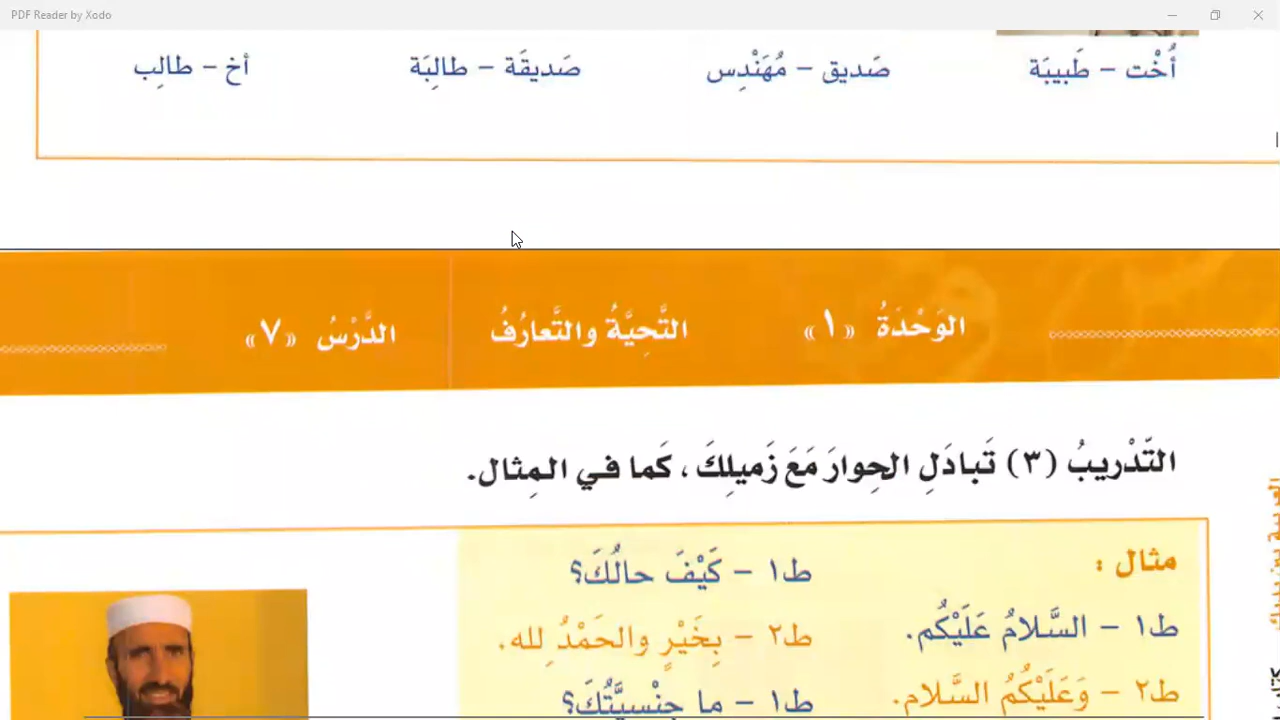 PDF Reader by Xodo
أُخْت – طَبيبَة
صَديق – مُهَنْدِس
صَديقَة – طالِبَة
أخ – طالِب
الوَحْدَةُ «١»
التَّحِيَّةُ والتَّعارُفُ
الدَّرْسُ «٧»
التّدْريبُ (٣) تَبادَلِ الحِوارَ مَعَ زَميلِكَ، كَما في المِثال.
مثال :
ط١ – السَّلامُ عَلَيْكُم.
ط٢ – وَعَلَيْكُمُ السَّلام.
ط١ – كَيْفَ حالُكَ؟
ط٢ – بِخَيْرٍ والحَمْدُ لله.
ط١ – ما جِنْسِيَّتُكَ؟